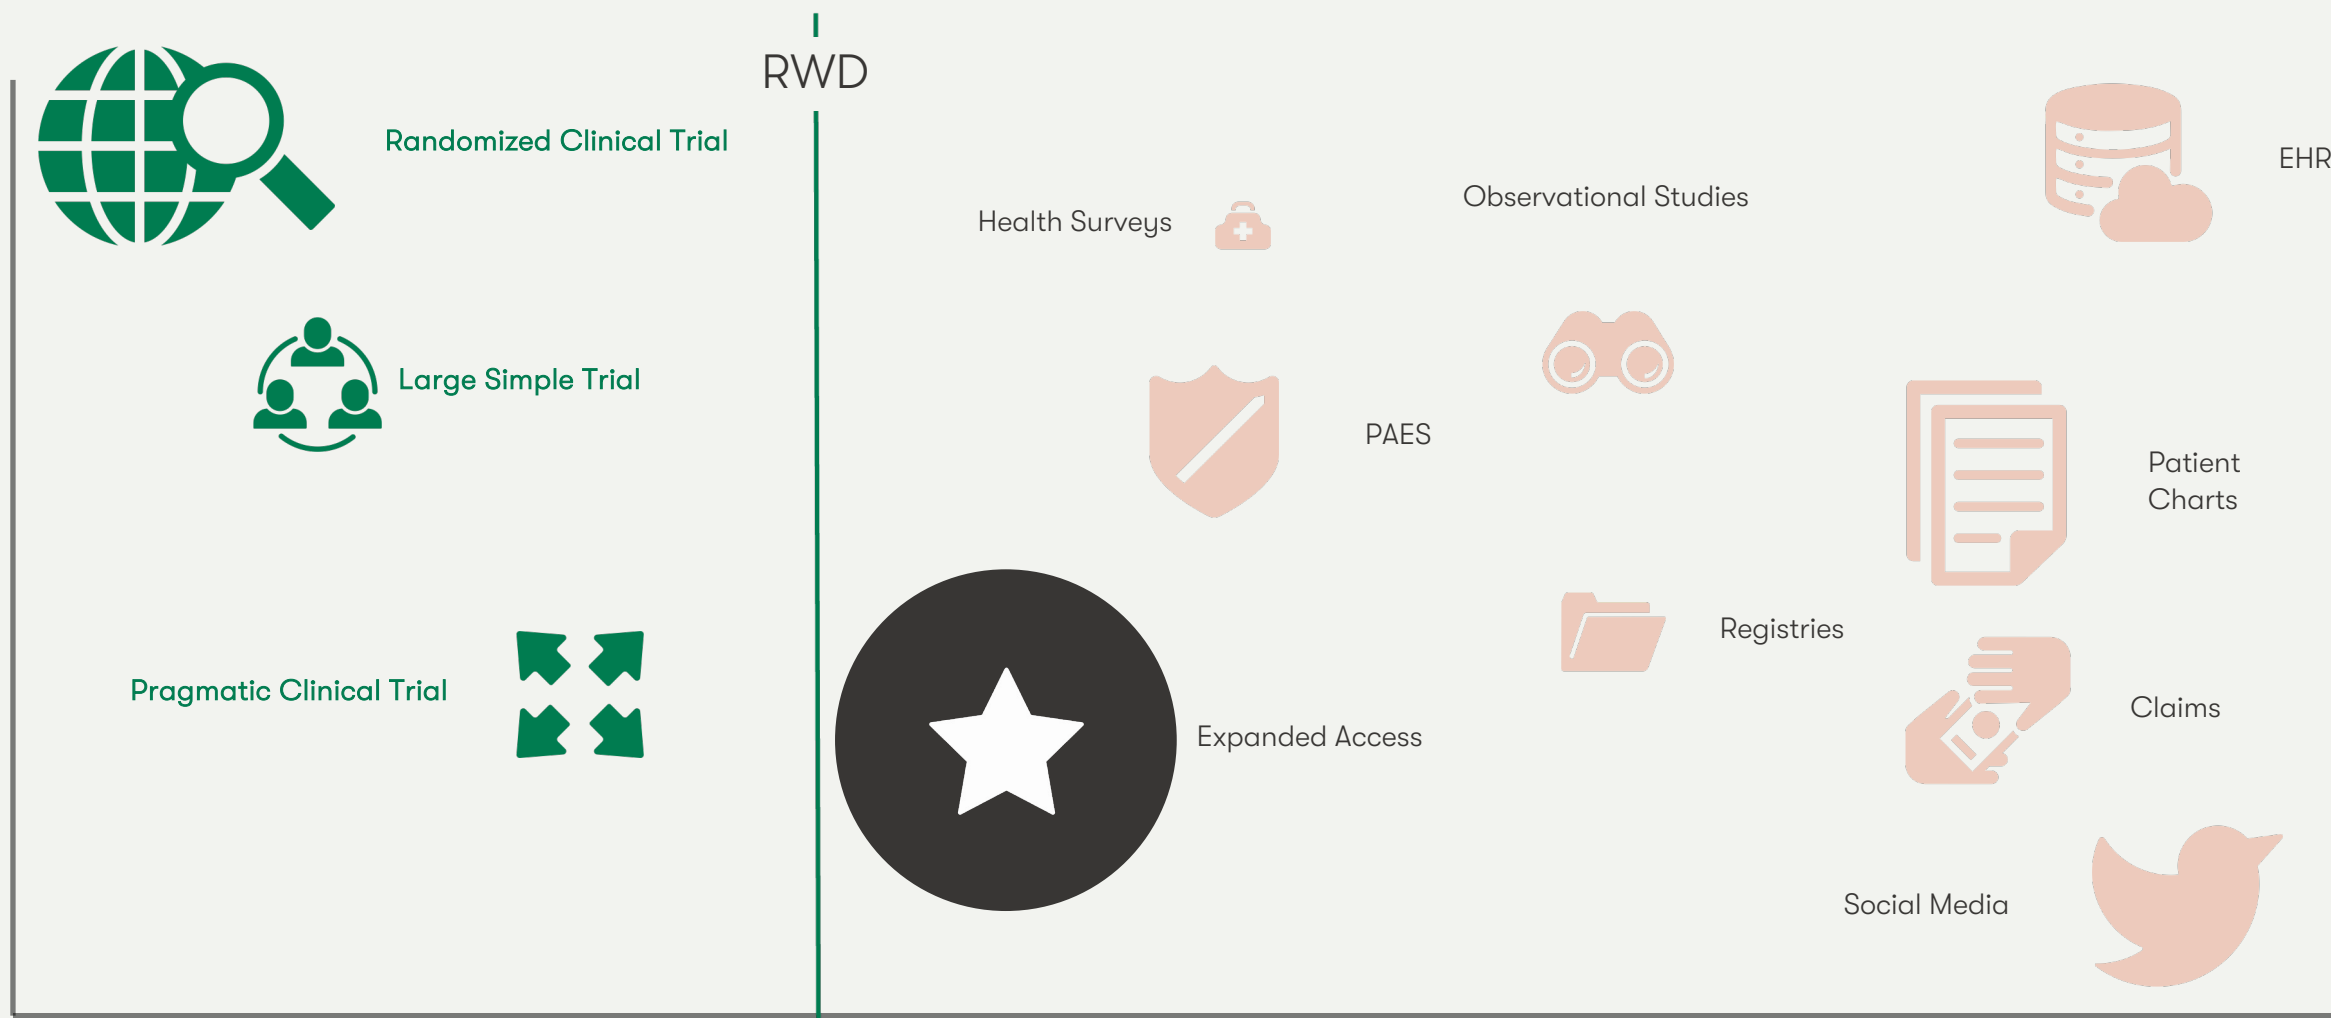 RWD
Randomized Clinical Trial
Large Simple Trial
Pragmatic Clinical Trial
Health Surveys
Observational Studies
EHR
PAES
Patient
Charts
Registries
Expanded Access
Claims
Social Media